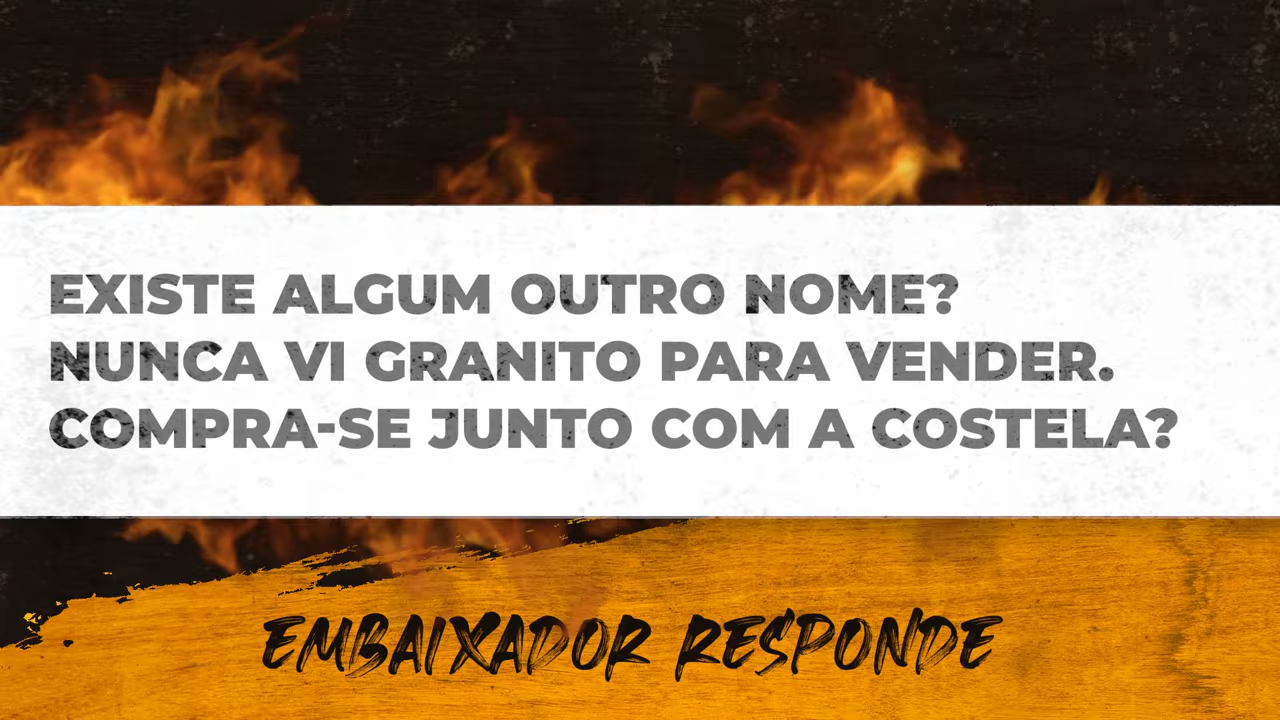 EXISTE ALGUM OUTRO NOME?
NUNCA VI GRANITO PARA VENDER.
COMPRA-SE JUNTO COM A COSTELA?
EMBAIXADOR RESPONDE